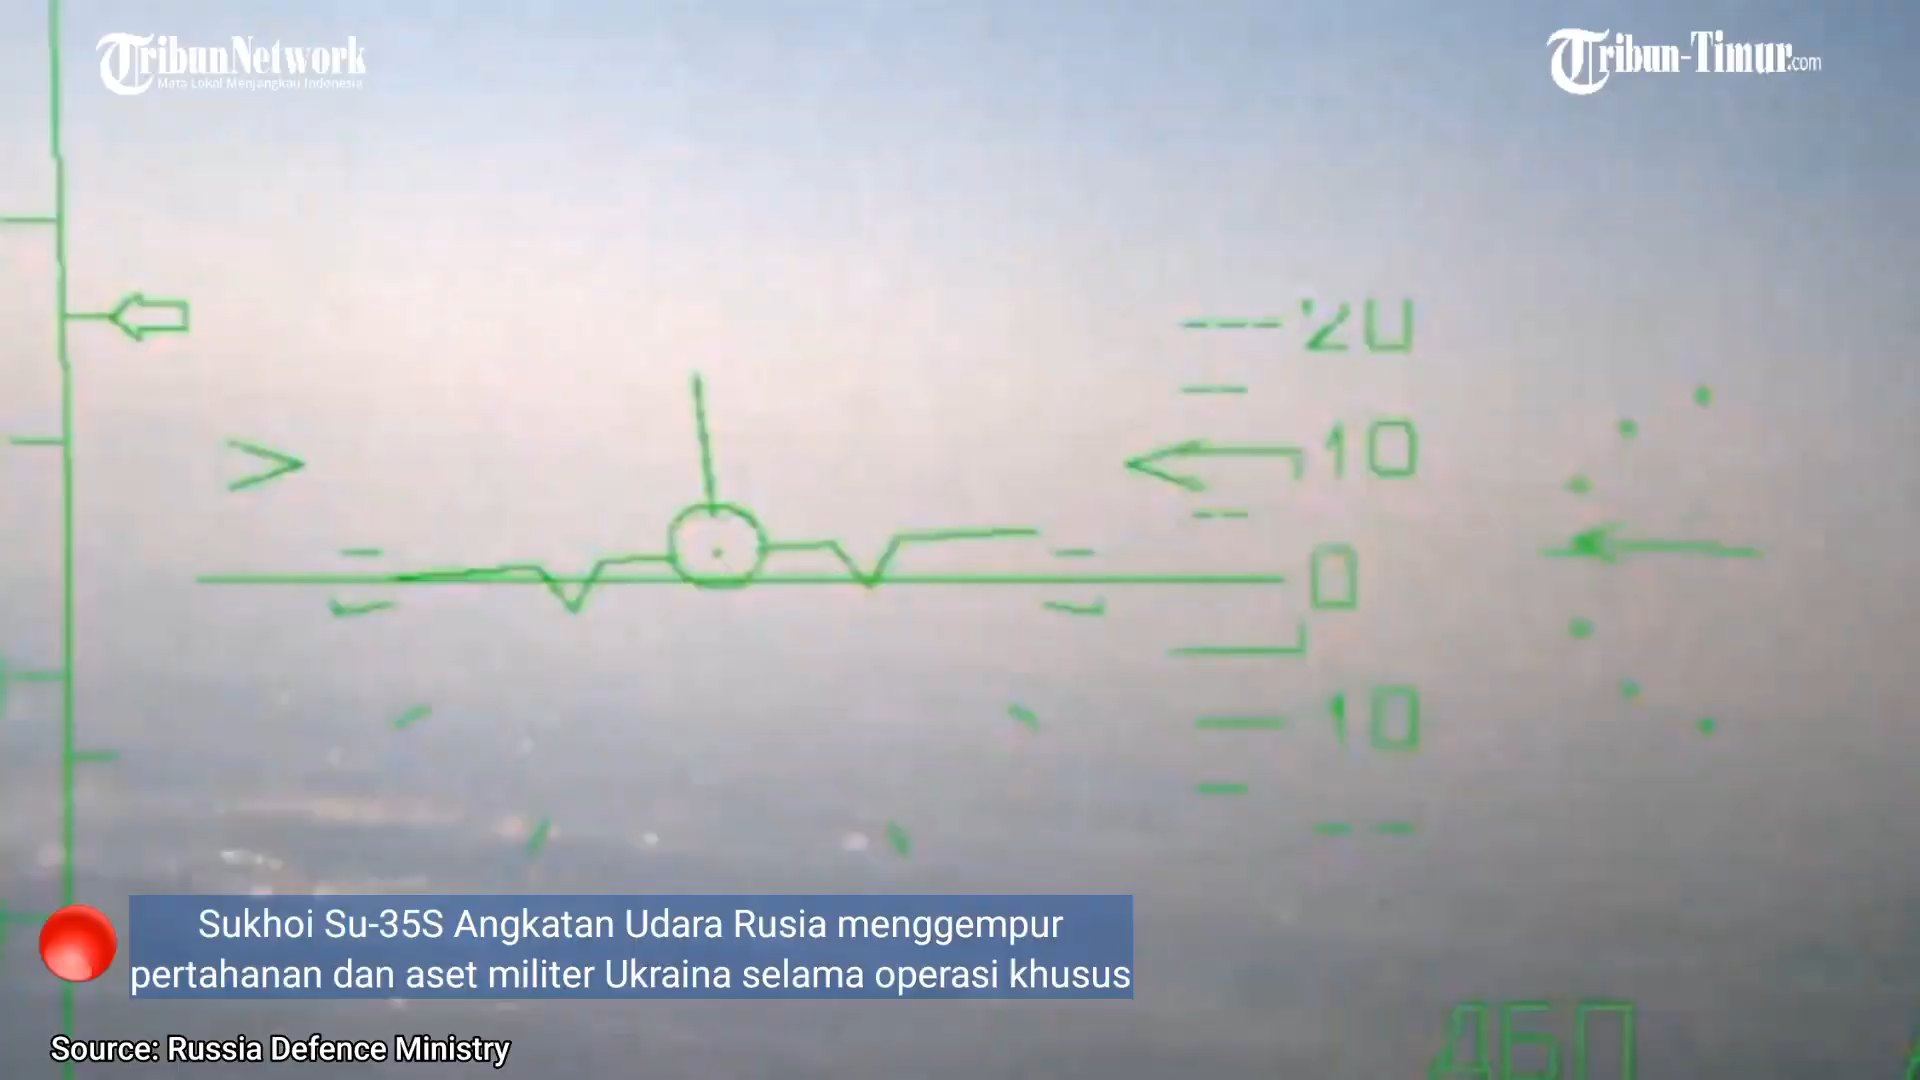 TribunNetwork
Mata Lokal Menjangkau Indonesia
Tribun-Timur.com
20
10
0
10
Sukhoi Su-35S Angkatan Udara Rusia menggempur
pertahanan dan aset militer Ukraina selama operasi khusus
Source: Russia Defence Ministry